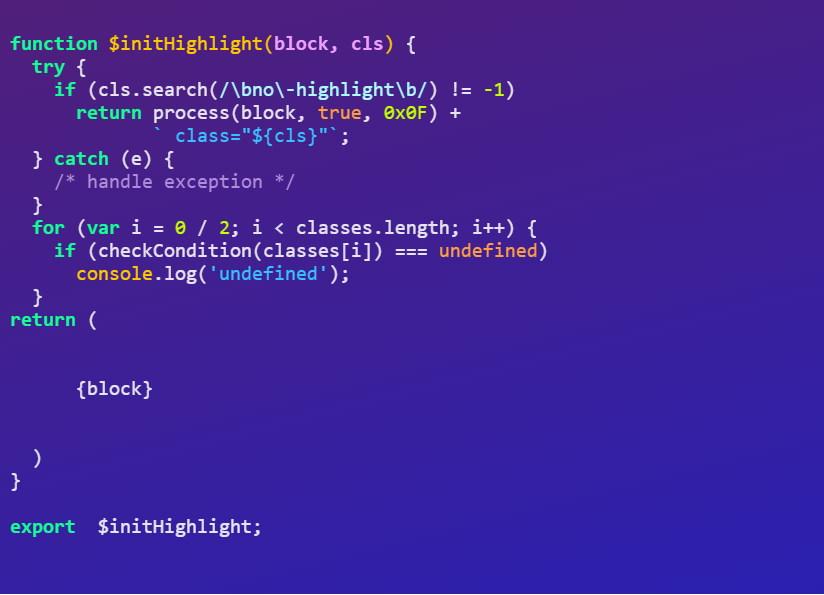 function $initHighlight(block, cls) {
  try {
    if (cls.search(/\bno\-highlight\b/) != -1)
      return process(block, true, 0x0F) +
             ` class="${cls}"`;
  } catch (e) {
    /* handle exception */
  }
  for (var i = 0 / 2; i < classes.length; i++) {
    if (checkCondition(classes[i]) === undefined)
      console.log('undefined');
  }
return (
      {block}
  )
}
export  $initHighlight;